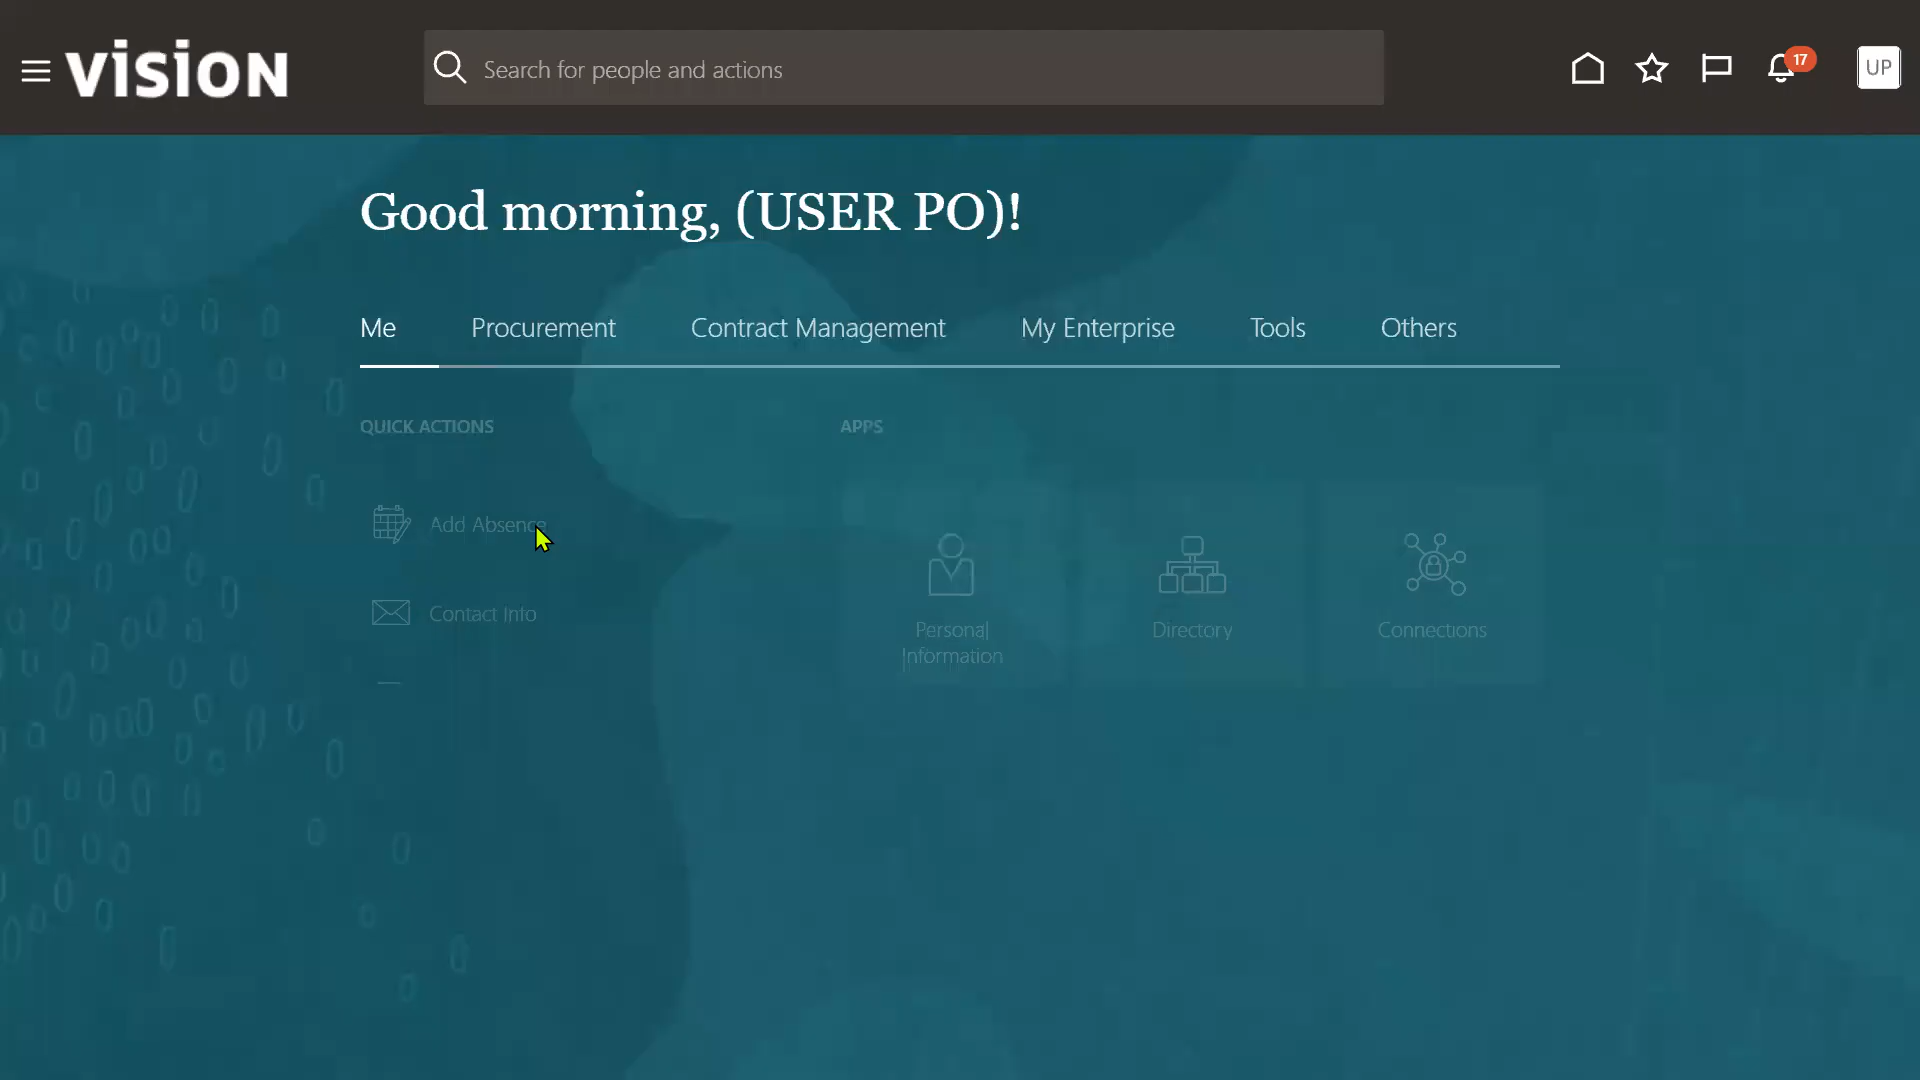 vision
Search for people and actions
17
UP
Good morning, (USER PO)!
Me
Procurement
Contract Management
My Enterprise
Tools
Others
QUICK ACTIONS
APPS
Add Absence
Contact Info
Personal
Information
Directory
Connections